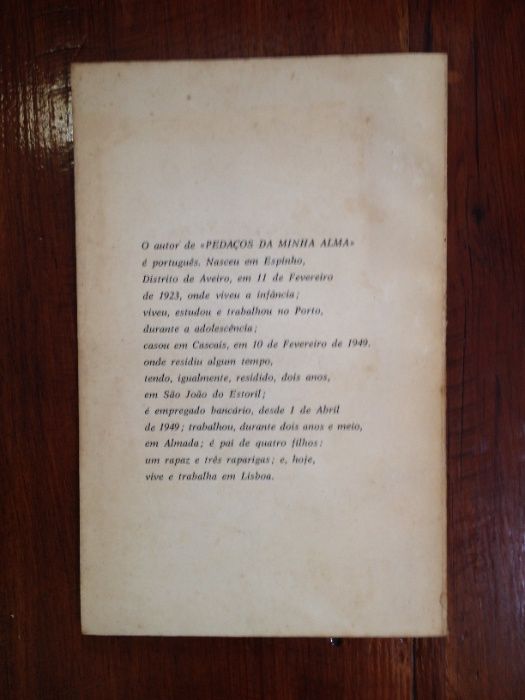 O autor de «PEDAÇOS DA MINHA ALMA»
é português. Nasceu em Espinho,
Distrito de Aveiro, em 11 de Fevereiro
de 1923, onde viveu a infância;
viveu, estudou e trabalhou no Porto,
durante a adolescência;
casou em Cascais, em 10 de Fevereiro de 1949,
onde residiu algum tempo,
tendo, igualmente, residido, dois anos,
em São João do Estoril;
é empregado bancário, desde 1 de Abril
de 1949; trabalhou, durante dois anos e meio,
em Almada; é pai de quatro filhos:
um rapaz e três raparigas; e, hoje,
vive e trabalha em Lisboa.